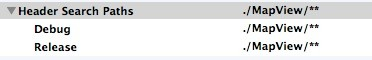 Header Search Paths ./MapView/**
Debug ./MapView/**
Release ./MapView/**